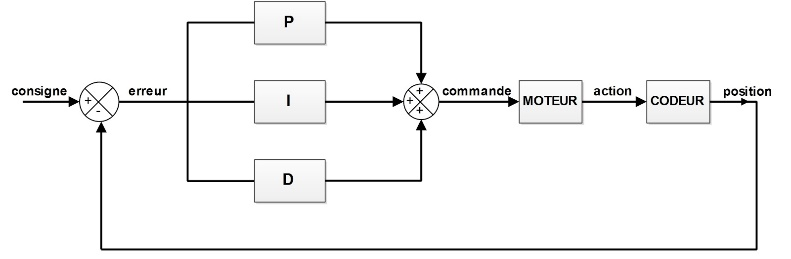 P
consigne
erreur
I
commande
MOTEUR
action
CODEUR
position
D
+
-
+
+
+